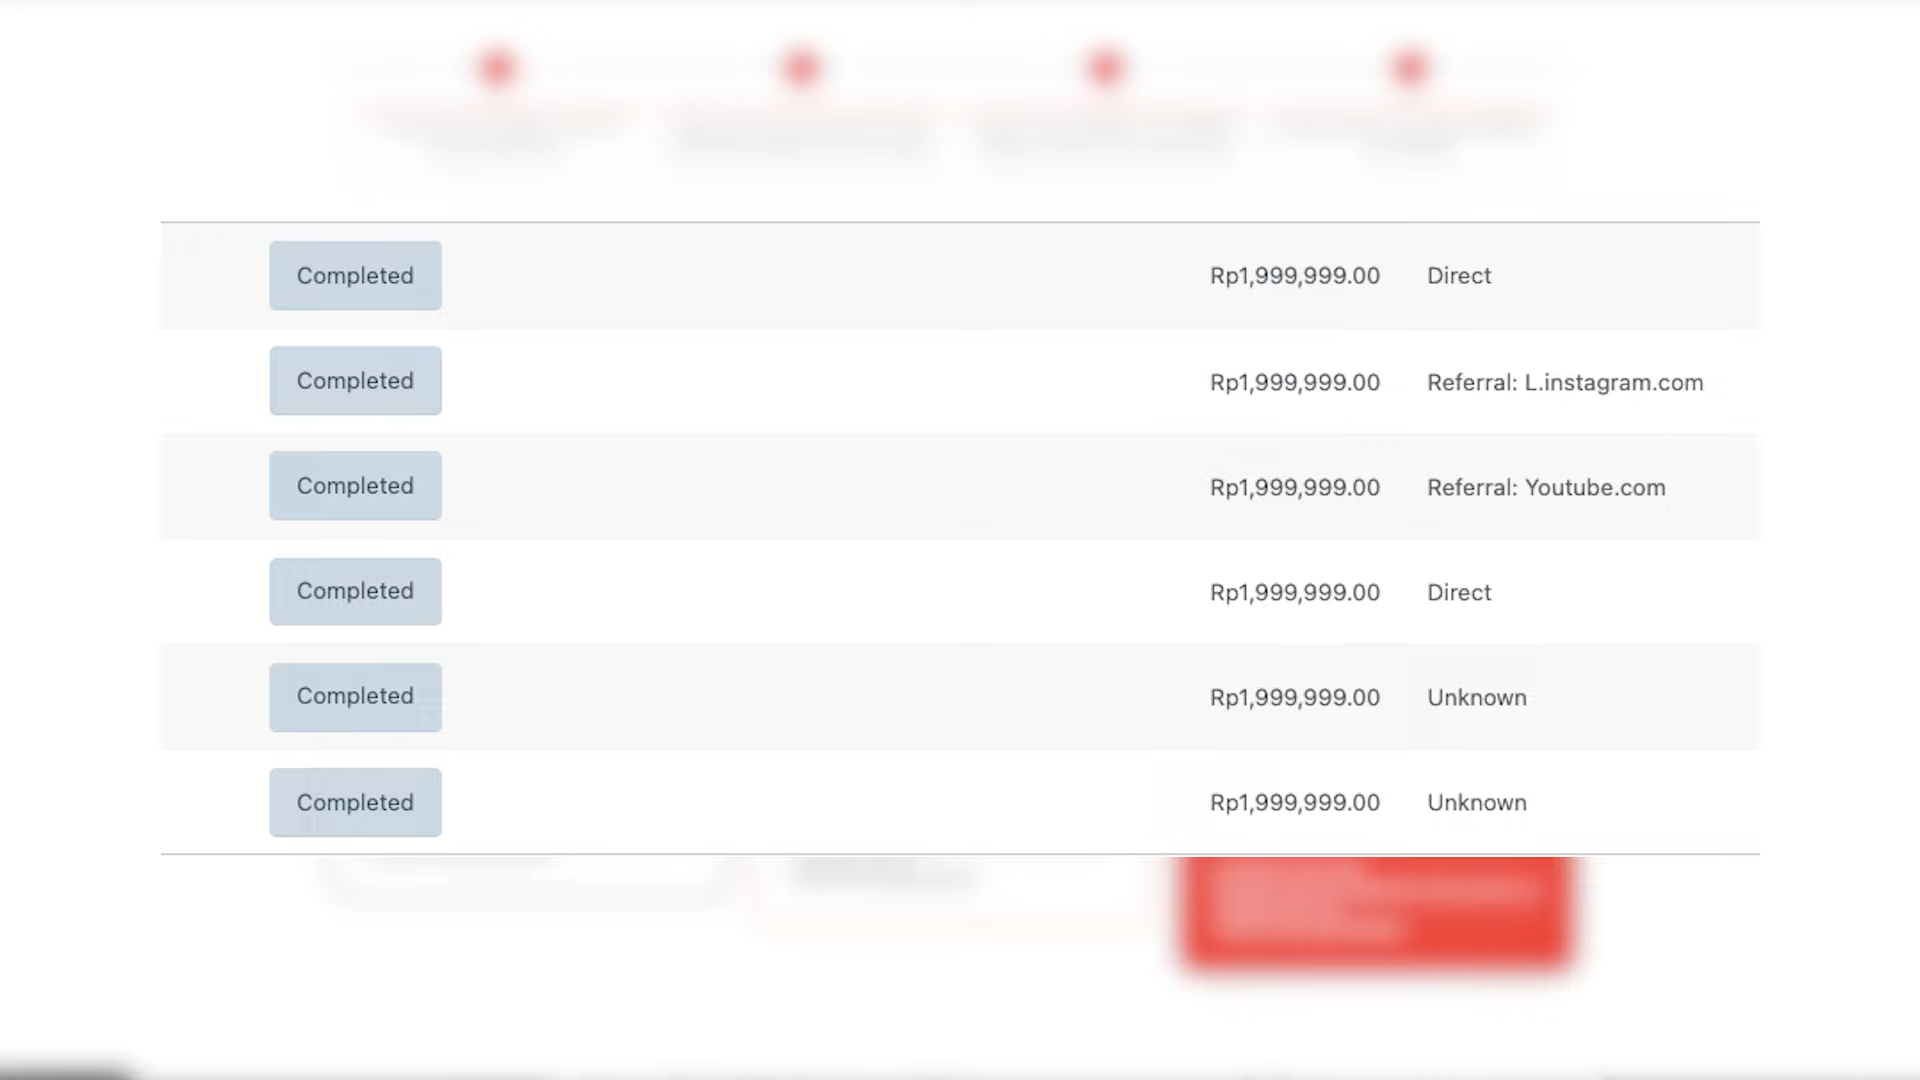 Completed Rp1,999,999.00 Direct
Completed Rp1,999,999.00 Referral: L.instagram.com
Completed Rp1,999,999.00 Referral: Youtube.com
Completed Rp1,999,999.00 Direct
Completed Rp1,999,999.00 Unknown
Completed Rp1,999,999.00 Unknown